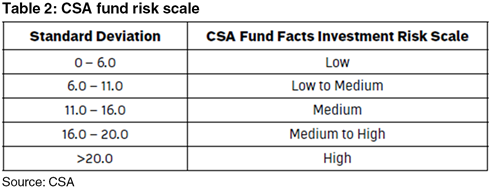 Table 2: CSA fund risk scale
Standard Deviation CSA Fund Facts Investment Risk Scale
0 – 6.0 Low
6.0 – 11.0 Low to Medium
11.0 – 16.0 Medium
16.0 – 20.0 Medium to High
>20.0 High
Source: CSA